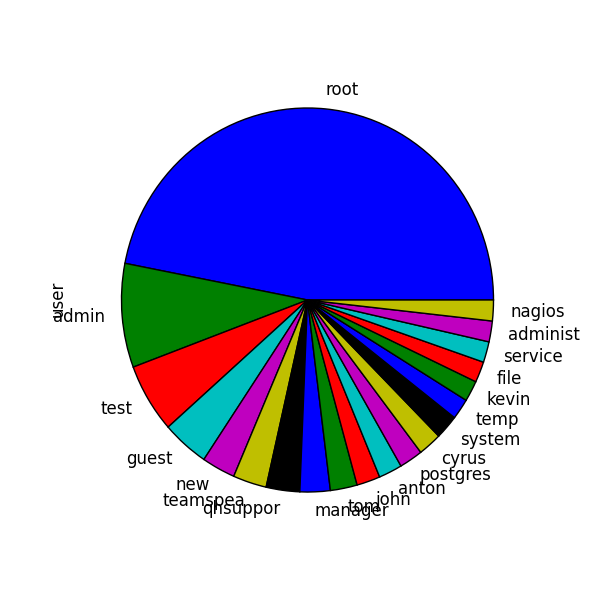 root
user
admin
test
guest
new
teamspea
qhsuppor
manager
tom
john
anton
postgres
cyrus
system
temp
kevin
file
service
administ
nagios